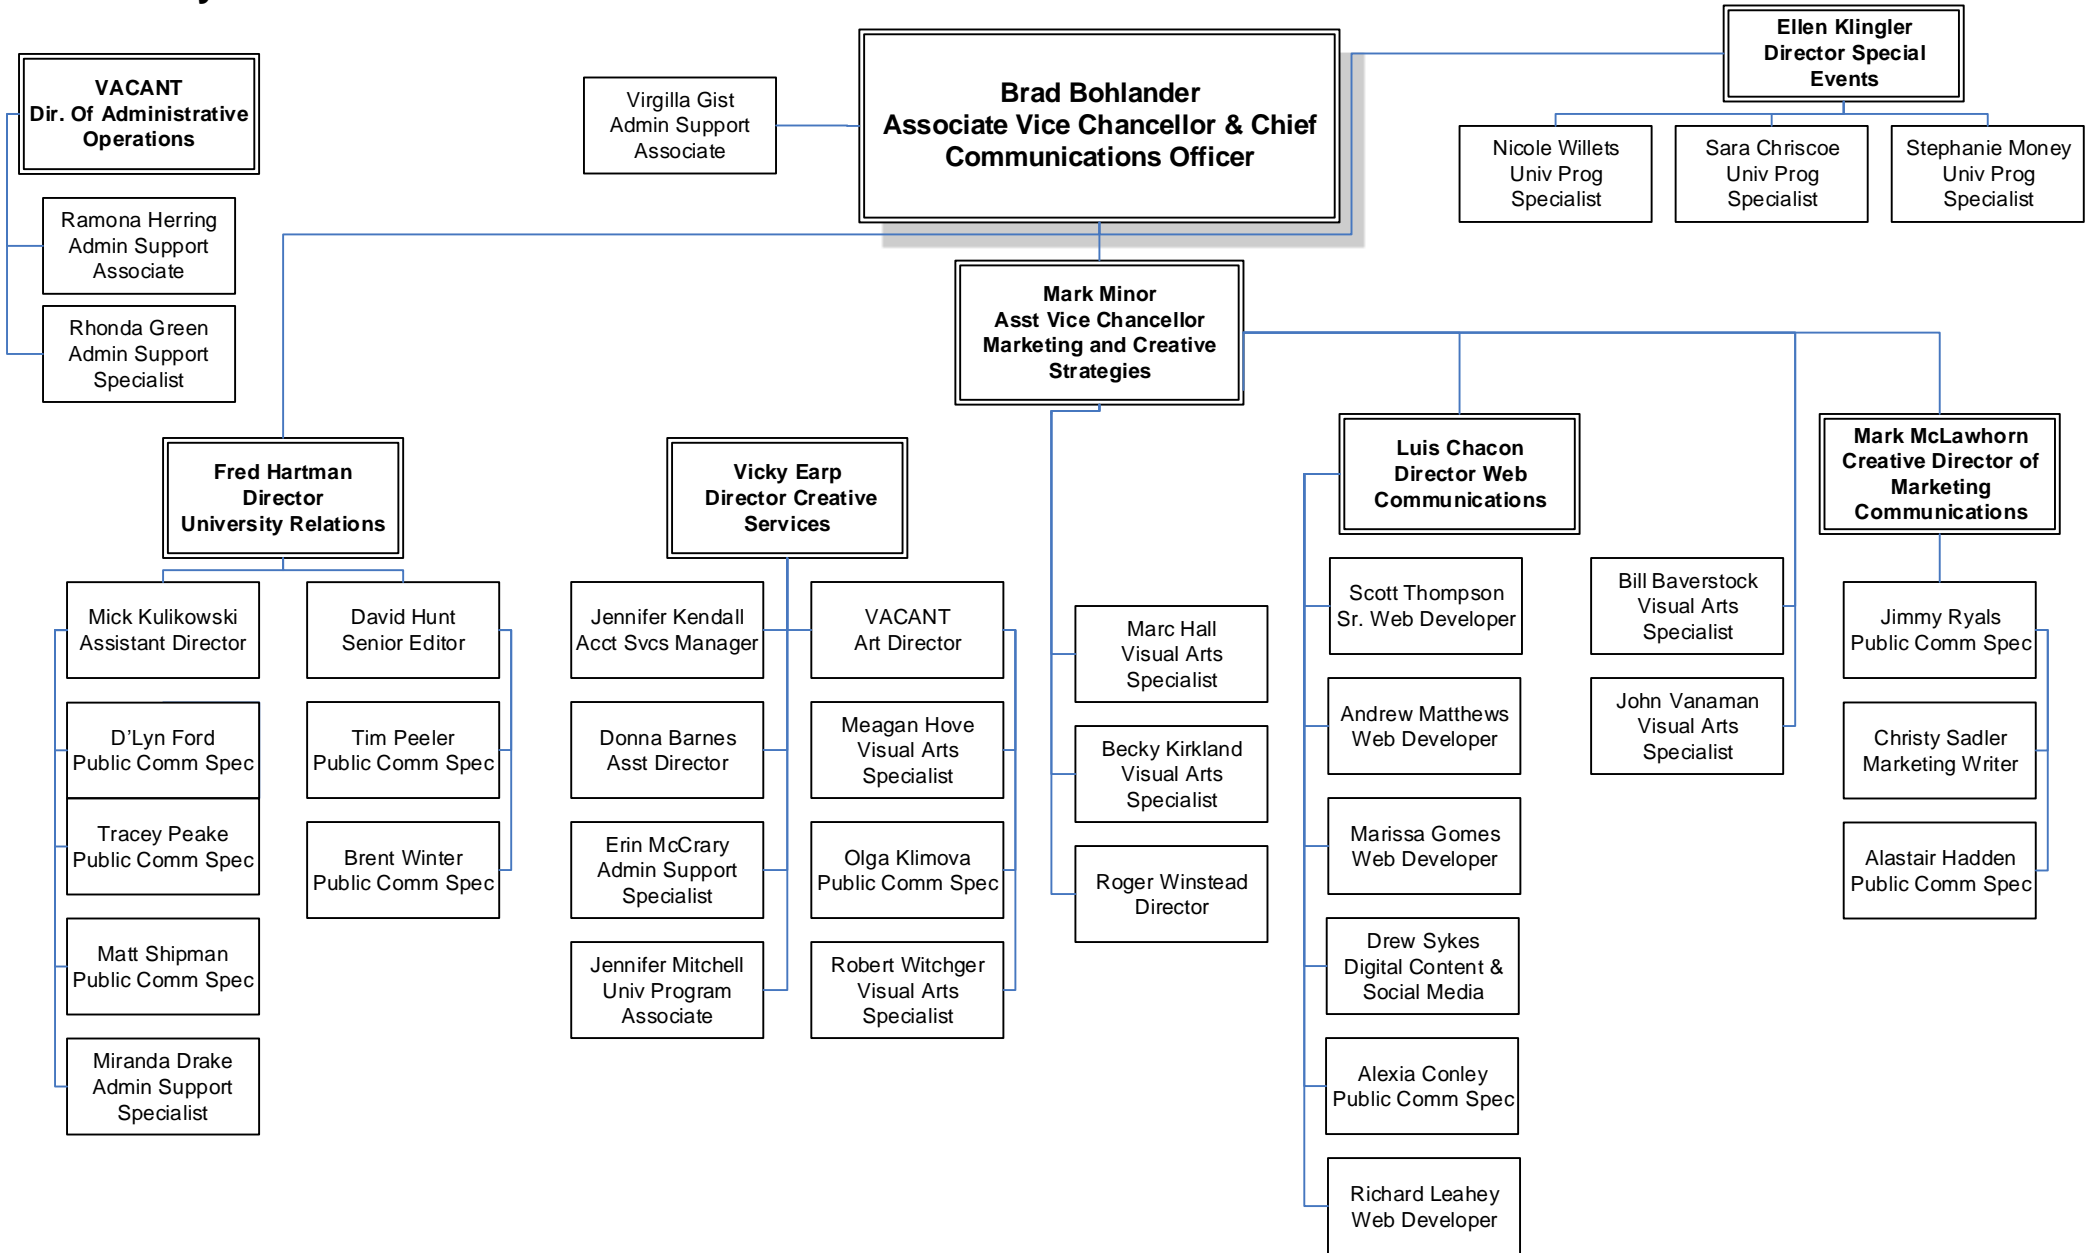 VACANT
Dir. Of Administrative
Operations
Ramona Herring
Admin Support
Associate
Rhonda Green
Admin Support
Specialist
Virgilla Gist
Admin Support
Associate
Brad Bohlander
Associate Vice Chancellor & Chief
Communications Officer
Ellen Klingler
Director Special
Events
Nicole Willets
Univ Prog
Specialist
Sara Chriscoe
Univ Prog
Specialist
Stephanie Money
Univ Prog
Specialist
Mark Minor
Asst Vice Chancellor
Marketing and Creative
Strategies
Fred Hartman
Director
University Relations
Mick Kulikowski
Assistant Director
D’Lyn Ford
Public Comm Spec
Tracey Peake
Public Comm Spec
Matt Shipman
Public Comm Spec
Miranda Drake
Admin Support
Specialist
David Hunt
Senior Editor
Tim Peeler
Public Comm Spec
Brent Winter
Public Comm Spec
Vicky Earp
Director Creative
Services
Jennifer Kendall
Acct Svcs Manager
Donna Barnes
Asst Director
Erin McCrary
Admin Support
Specialist
Jennifer Mitchell
Univ Program
Associate
VACANT
Art Director
Meagan Hove
Visual Arts
Specialist
Olga Klimova
Public Comm Spec
Robert Witchger
Visual Arts
Specialist
Marc Hall
Visual Arts
Specialist
Becky Kirkland
Visual Arts
Specialist
Roger Winstead
Director
Luis Chacon
Director Web
Communications
Scott Thompson
Sr. Web Developer
Andrew Matthews
Web Developer
Marissa Gomes
Web Developer
Drew Sykes
Digital Content &
Social Media
Alexia Conley
Public Comm Spec
Richard Leahey
Web Developer
Bill Baverstock
Visual Arts
Specialist
John Vanaman
Visual Arts
Specialist
Mark McLawhorn
Creative Director of
Marketing
Communications
Jimmy Ryals
Public Comm Spec
Christy Sadler
Marketing Writer
Alastair Hadden
Public Comm Spec